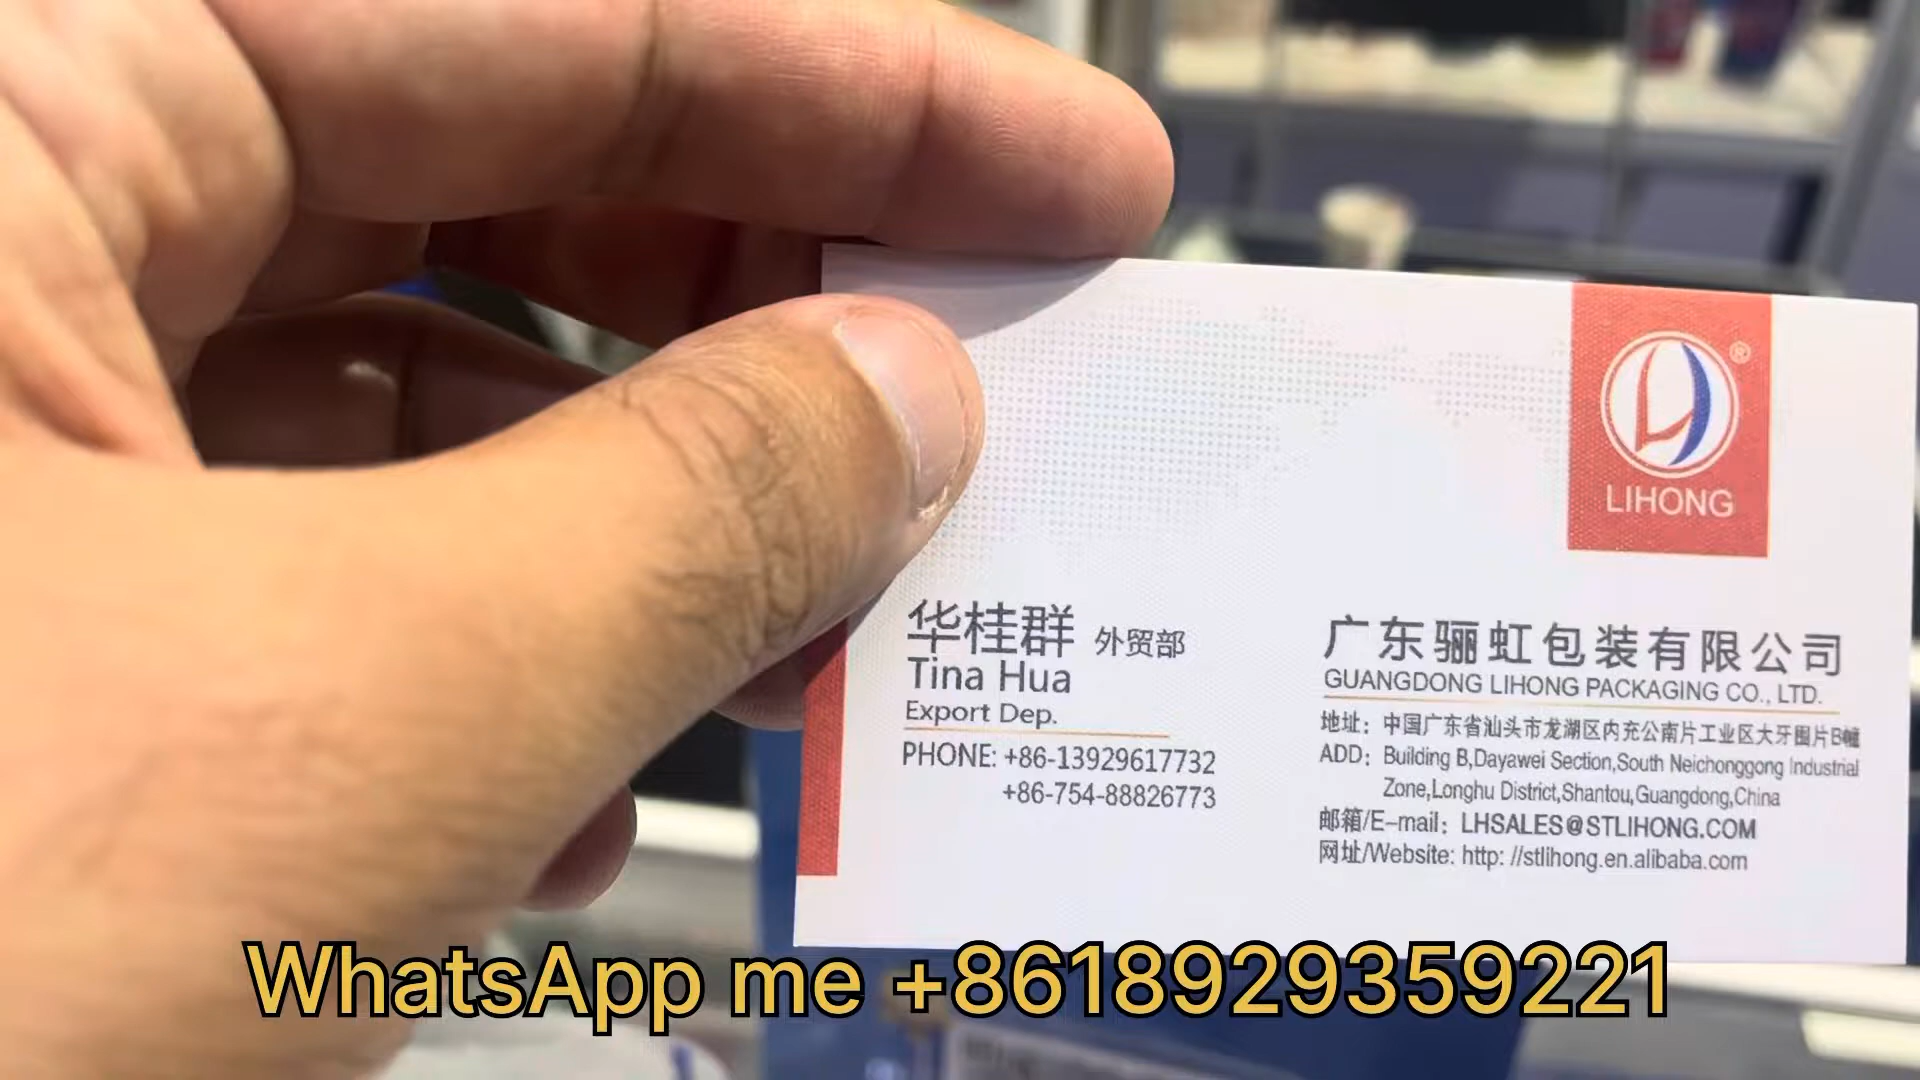 LIHONG
®
华桂群 外贸部
Tina Hua
Export Dep.
PHONE: +86-13929617732
+86-754-88826773
广东骊虹包装有限公司
GUANGDONG LIHONG PACKAGING CO., LTD.
地址：中国广东省汕头市龙湖区内充公南片工业区大牙围片B幢
ADD：Building B,Dayawei Section,South Neichonggong Industrial
Zone,Longhu District,Shantou,Guangdong,China
邮箱/E-mail：LHSALES@STLIHONG.COM
网址/Website: http: //stlihong.en.alibaba.com
WhatsApp me +8618929359221